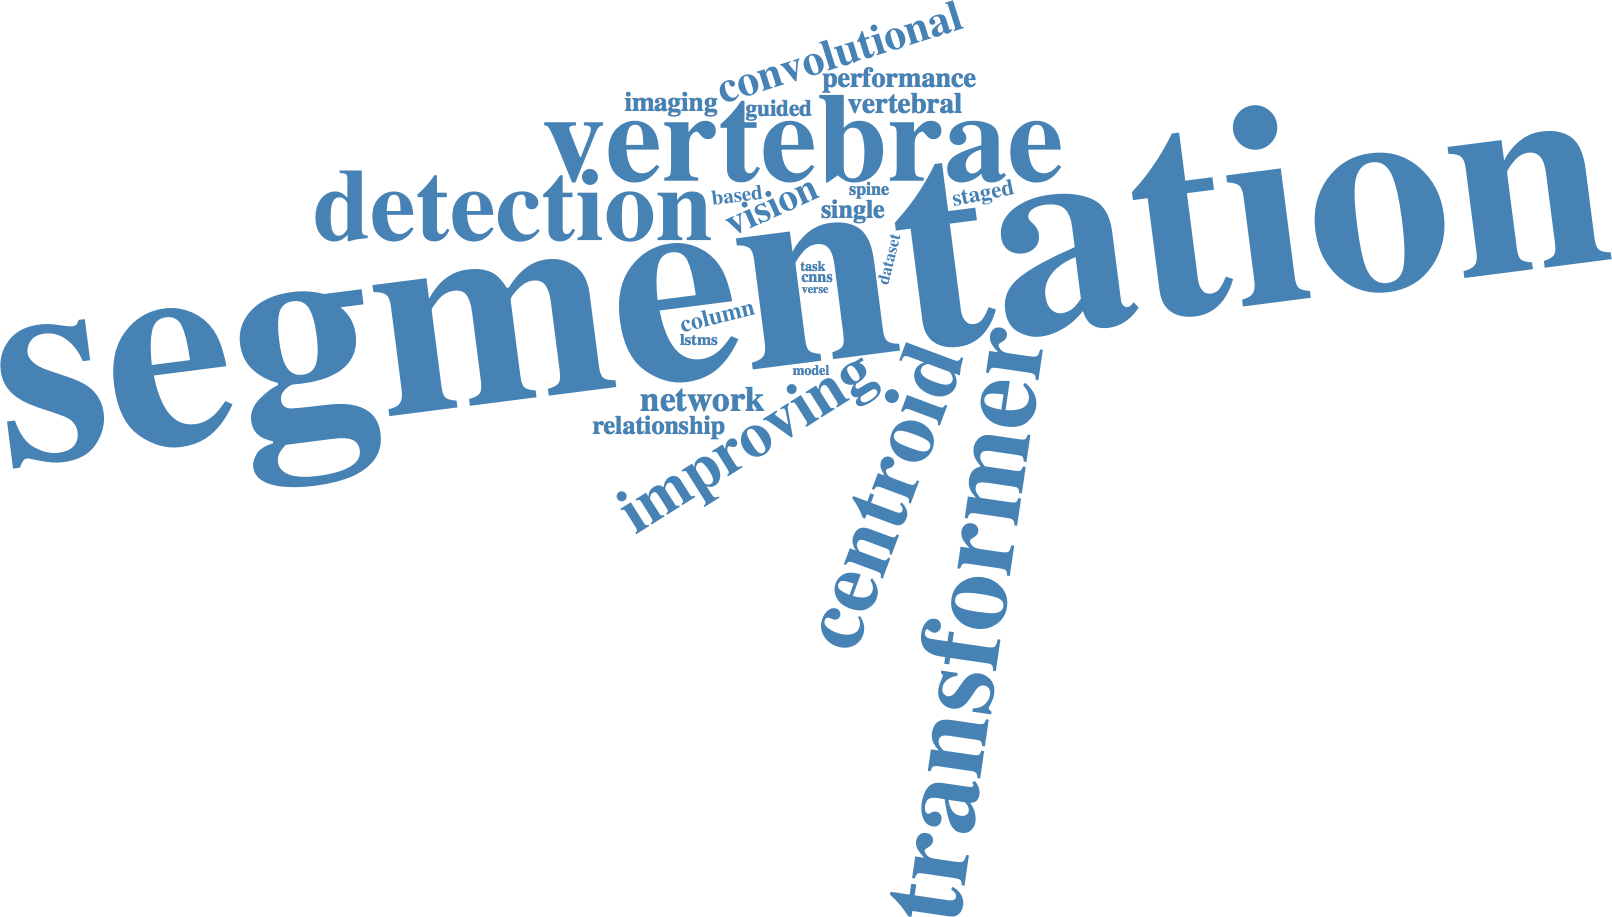 convolutional
performance
imaging
guided
vertebral
vertebrae
detection
based
vision
spine
single
staged
segmentation
dataset
task
cnns
verse
column
lstms
model
network
relationship
improving
centroid
transformer